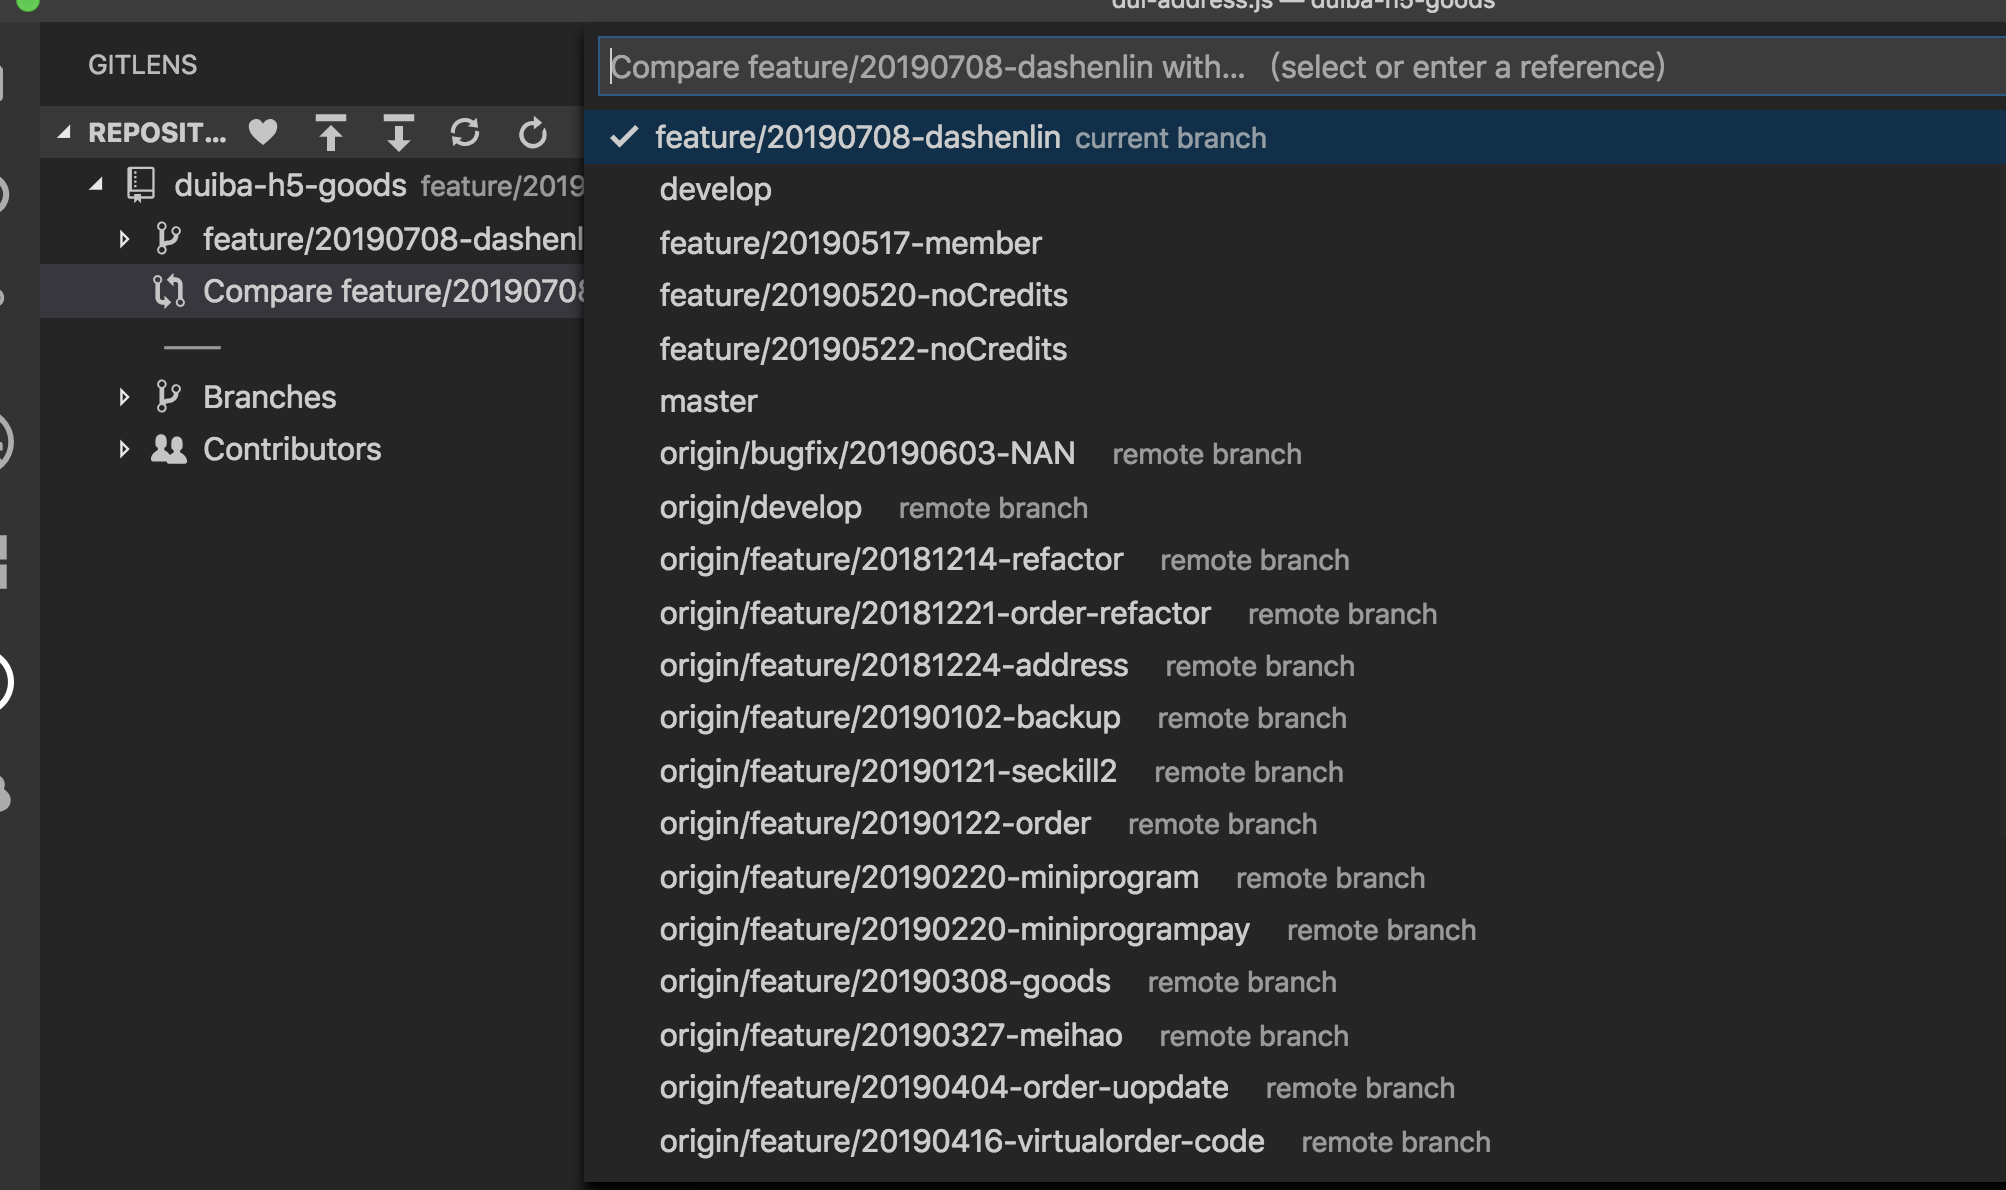 dui-address.js — duiba-h5-goods
GITLENS
REPOSIT...
duiba-h5-goods feature/2019
feature/20190708-dashenl
Compare feature/20190708
Branches
Contributors
Compare feature/20190708-dashenlin with... (select or enter a reference)
feature/20190708-dashenlin current branch
develop
feature/20190517-member
feature/20190520-noCredits
feature/20190522-noCredits
master
origin/bugfix/20190603-NAN remote branch
origin/develop remote branch
origin/feature/20181214-refactor remote branch
origin/feature/20181221-order-refactor remote branch
origin/feature/20181224-address remote branch
origin/feature/20190102-backup remote branch
origin/feature/20190121-seckill2 remote branch
origin/feature/20190122-order remote branch
origin/feature/20190220-miniprogram remote branch
origin/feature/20190220-miniprogrampay remote branch
origin/feature/20190308-goods remote branch
origin/feature/20190327-meihao remote branch
origin/feature/20190404-order-uopdate remote branch
origin/feature/20190416-virtualorder-code remote branch